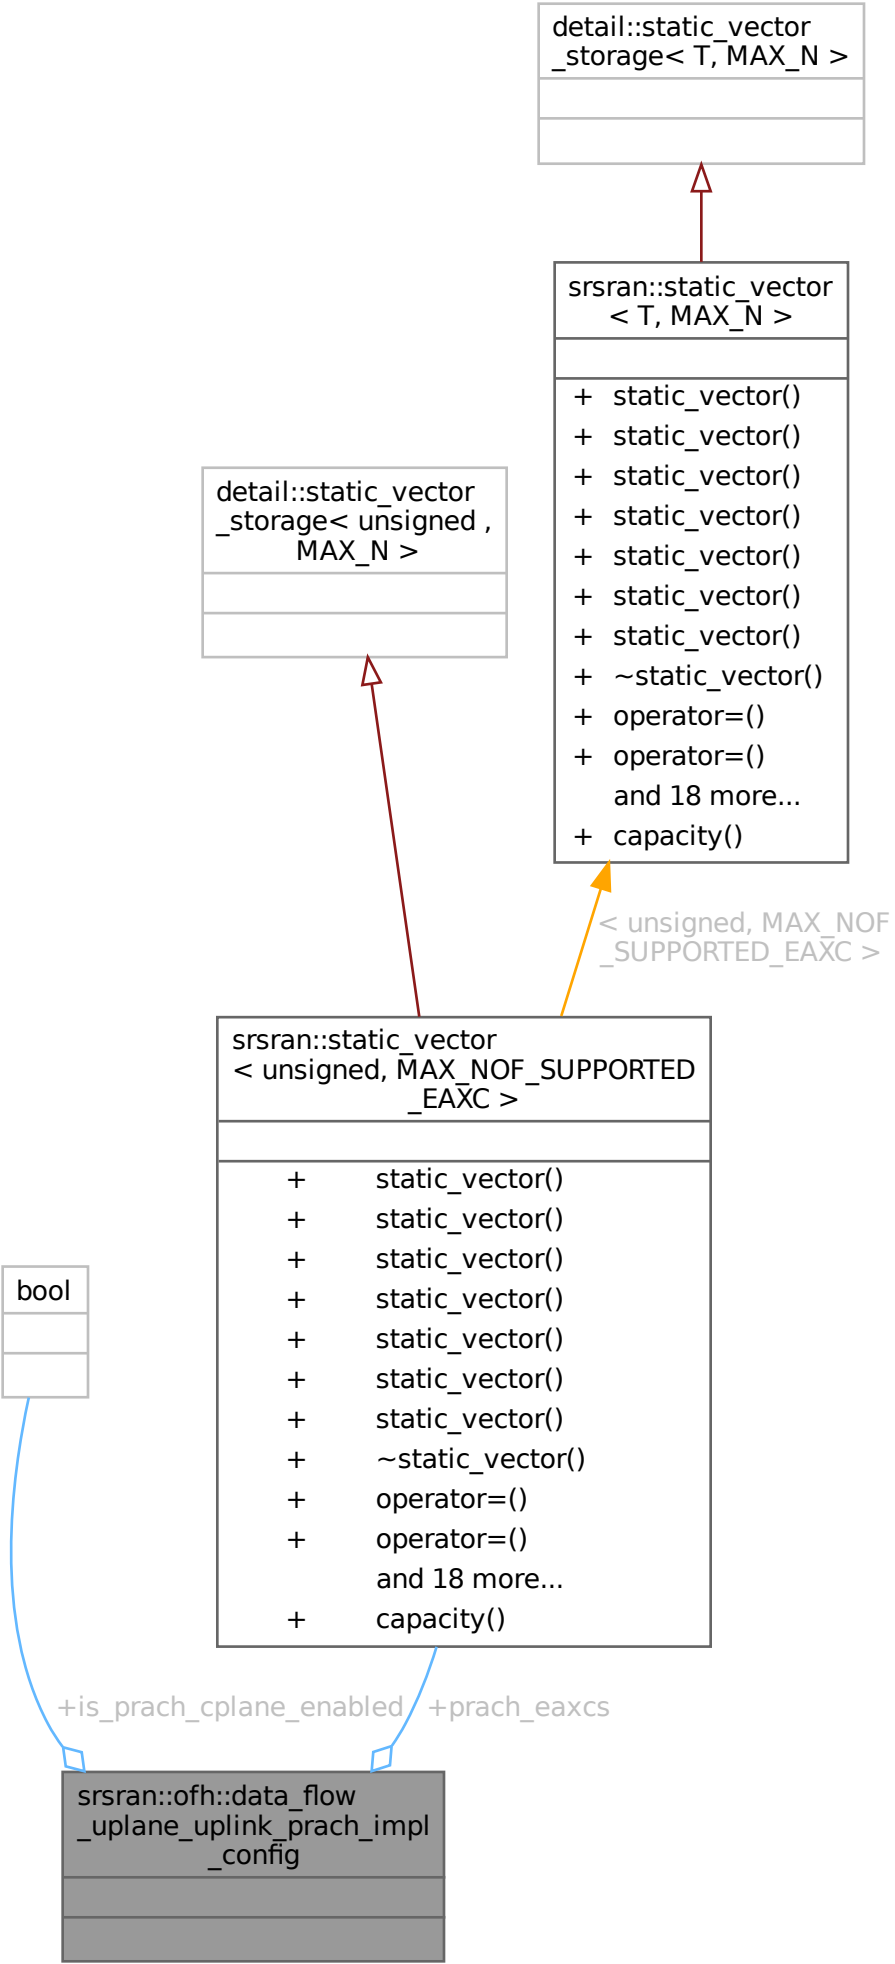 detail::static_vector
_storage< T, MAX_N >
srsran::static_vector
< T, MAX_N >
+ static_vector()
+ static_vector()
+ static_vector()
+ static_vector()
+ static_vector()
+ static_vector()
+ static_vector()
+ ~static_vector()
+ operator=()
+ operator=()
and 18 more...
+ capacity()
detail::static_vector
_storage< unsigned ,
MAX_N >
< unsigned, MAX_NOF
_SUPPORTED_EAXC >
srsran::static_vector
< unsigned, MAX_NOF_SUPPORTED
_EAXC >
+ static_vector()
+ static_vector()
+ static_vector()
+ static_vector()
+ static_vector()
+ static_vector()
+ static_vector()
+ ~static_vector()
+ operator=()
+ operator=()
and 18 more...
+ capacity()
bool
+is_prach_cplane_enabled
+prach_eaxcs
srsran::ofh::data_flow
_uplane_uplink_prach_impl
_config